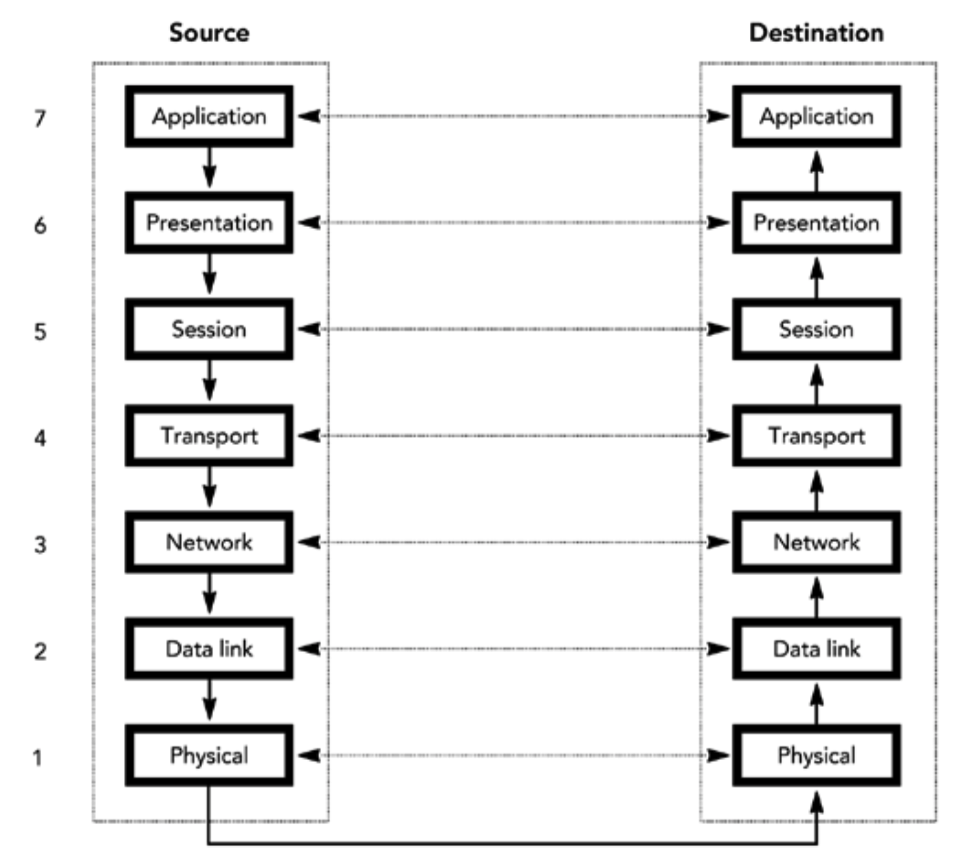 Source Destination
7 Application Application
6 Presentation Presentation
5 Session Session
4 Transport Transport
3 Network Network
2 Data link Data link
1 Physical Physical